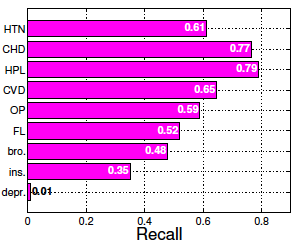 HTN 0.61
CHD 0.77
HPL 0.79
CVD 0.65
OP 0.59
FL 0.52
bro. 0.48
ins. 0.35
depr. 0.01
0 0.2 0.4 0.6 0.8
Recall